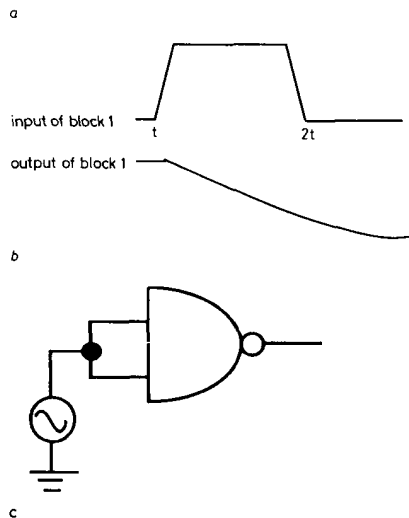 a
input of block 1
t 2t
output of block 1
b
c